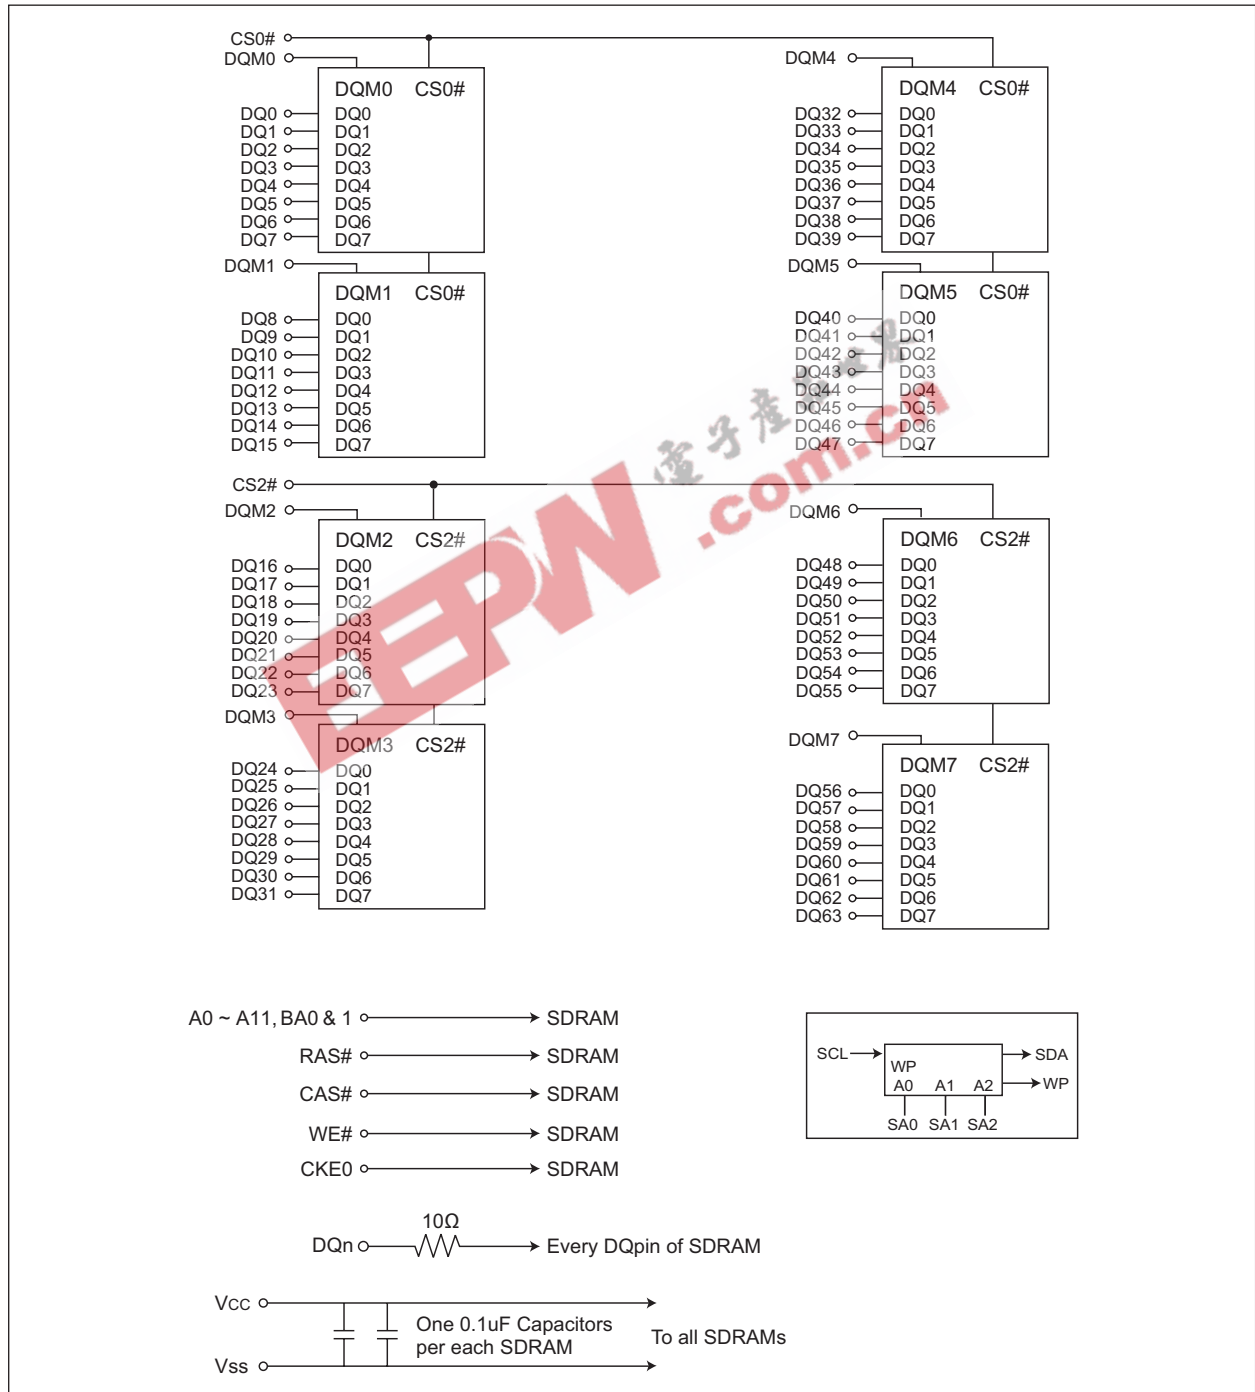 CS0#
DQM0
DQM0 CS0#
DQ0 DQ0
DQ1 DQ1
DQ2 DQ2
DQ3 DQ3
DQ4 DQ4
DQ5 DQ5
DQ6 DQ6
DQ7 DQ7
DQM1
DQM1 CS0#
DQ8 DQ0
DQ9 DQ1
DQ10 DQ2
DQ11 DQ3
DQ12 DQ4
DQ13 DQ5
DQ14 DQ6
DQ15 DQ7
CS2#
DQM2
DQM2 CS2#
DQ16 DQ0
DQ17 DQ1
DQ18 DQ2
DQ19 DQ3
DQ20 DQ4
DQ21 DQ5
DQ22 DQ6
DQ23 DQ7
DQM3
DQM3 CS2#
DQ24 DQ0
DQ25 DQ1
DQ26 DQ2
DQ27 DQ3
DQ28 DQ4
DQ29 DQ5
DQ30 DQ6
DQ31 DQ7
DQM4
DQM4 CS0#
DQ32 DQ0
DQ33 DQ1
DQ34 DQ2
DQ35 DQ3
DQ36 DQ4
DQ37 DQ5
DQ38 DQ6
DQ39 DQ7
DQM5
DQM5 CS0#
DQ40 DQ0
DQ41 DQ1
DQ42 DQ2
DQ43 DQ3
DQ44 DQ4
DQ45 DQ5
DQ46 DQ6
DQ47 DQ7
DQM6
DQM6 CS2#
DQ48 DQ0
DQ49 DQ1
DQ50 DQ2
DQ51 DQ3
DQ52 DQ4
DQ53 DQ5
DQ54 DQ6
DQ55 DQ7
DQM7
DQM7 CS2#
DQ56 DQ0
DQ57 DQ1
DQ58 DQ2
DQ59 DQ3
DQ60 DQ4
DQ61 DQ5
DQ62 DQ6
DQ63 DQ7
EEPW.com.cn
電子產品世界
A0 ~ A11, BA0 & 1 SDRAM
RAS# SDRAM
CAS# SDRAM
WE# SDRAM
CKE0 SDRAM
SCL WP SDA
A0 A1 A2 WP
SA0 SA1 SA2
10Ω
DQn Every DQpin of SDRAM
Vcc
One 0.1uF Capacitors
per each SDRAM
To all SDRAMs
Vss